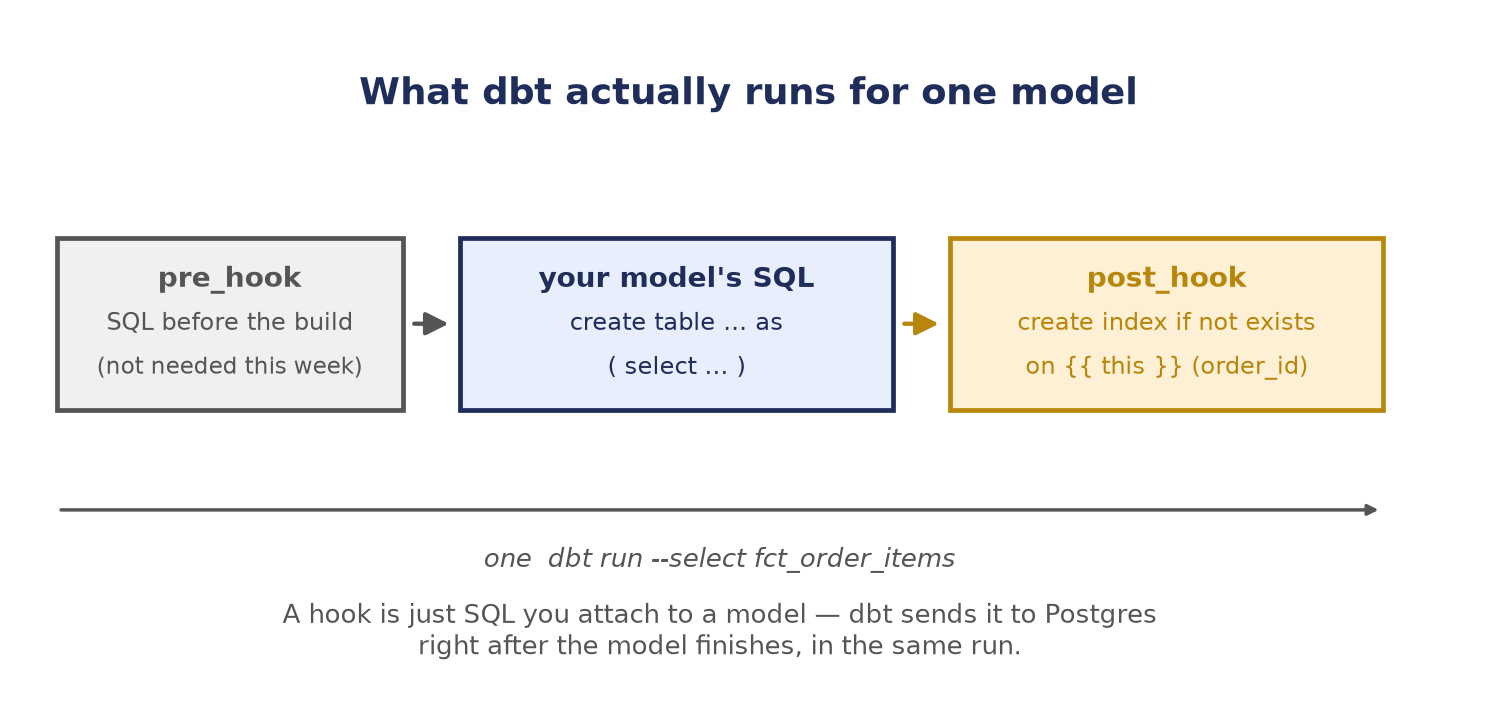 What dbt actually runs for one model
pre_hook
SQL before the build
(not needed this week)
your model's SQL
create table … as
( select … )
post_hook
create index if not exists
on {{ this }} (order_id)
one  dbt run --select fct_order_items
A hook is just SQL you attach to a model — dbt sends it to Postgres
right after the model finishes, in the same run.